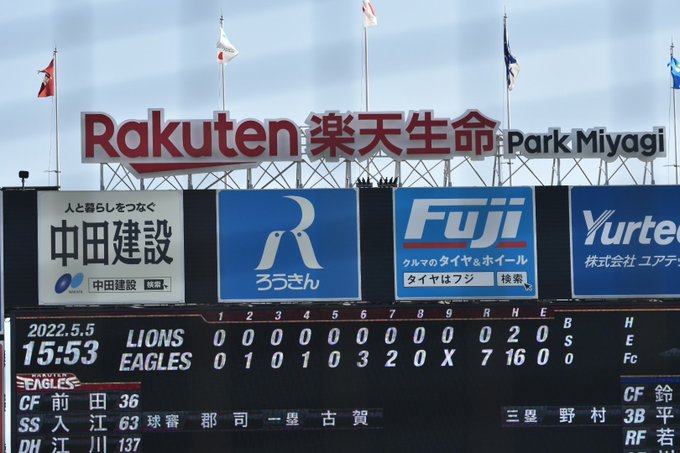 Rakuten 楽天生命 Park Miyagi
人と暮らしをつなぐ
中田建設
中田建設 検索
ろうきん
Fuji
クルマのタイヤ&ホイール
タイヤはフジ 検索
Yurte
株式会社 ユアテ
2022.5.5
15:53
1 2 3 4 5 6 7 8 9 R H E
LIONS 0 0 0 0 0 0 0 0 0 0 2 0
EAGLES 0 1 0 1 0 3 2 0 X 7 16 0
B H
S E
O Fc
EAGLES
CF 前田 36
SS 入江 63
DH 江川 137
球審 郡司 一塁 古賀 三塁 野村
CF 鈴
3B 平
RF 若